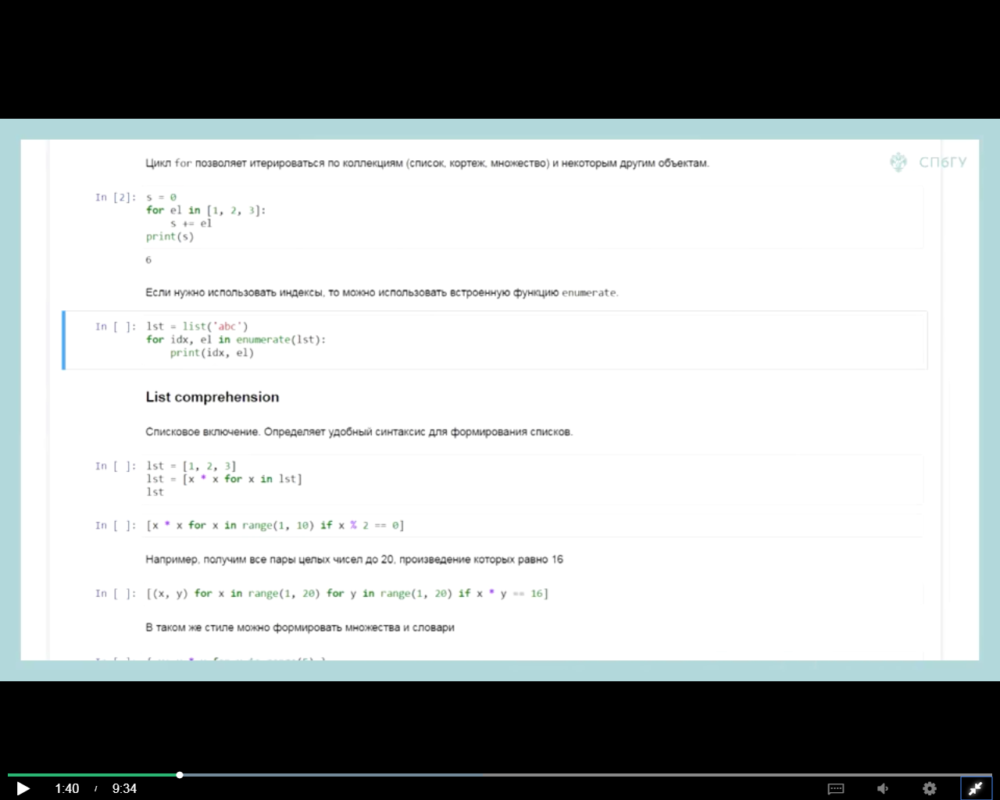 Цикл for позволяет итерироваться по коллекциям (список, кортеж, множество) и некоторым другим объектам.
СПбГУ
In [2]: s = 0
for el in [1, 2, 3]:
    s += el
print(s)
6
Если нужно использовать индексы, то можно использовать встроенную функцию enumerate.
In [ ]: lst = list('abc')
for idx, el in enumerate(lst):
    print(idx, el)
List comprehension
Списковое включение. Определяет удобный синтаксис для формирования списков.
In [ ]: lst = [1, 2, 3]
lst = [x * x for x in lst]
lst
In [ ]: [x * x for x in range(1, 10) if x % 2 == 0]
Например, получим все пары целых чисел до 20, произведение которых равно 16
In [ ]: [(x, y) for x in range(1, 20) for y in range(1, 20) if x * y == 16]
В таком же стиле можно формировать множества и словари
1:40 / 9:34